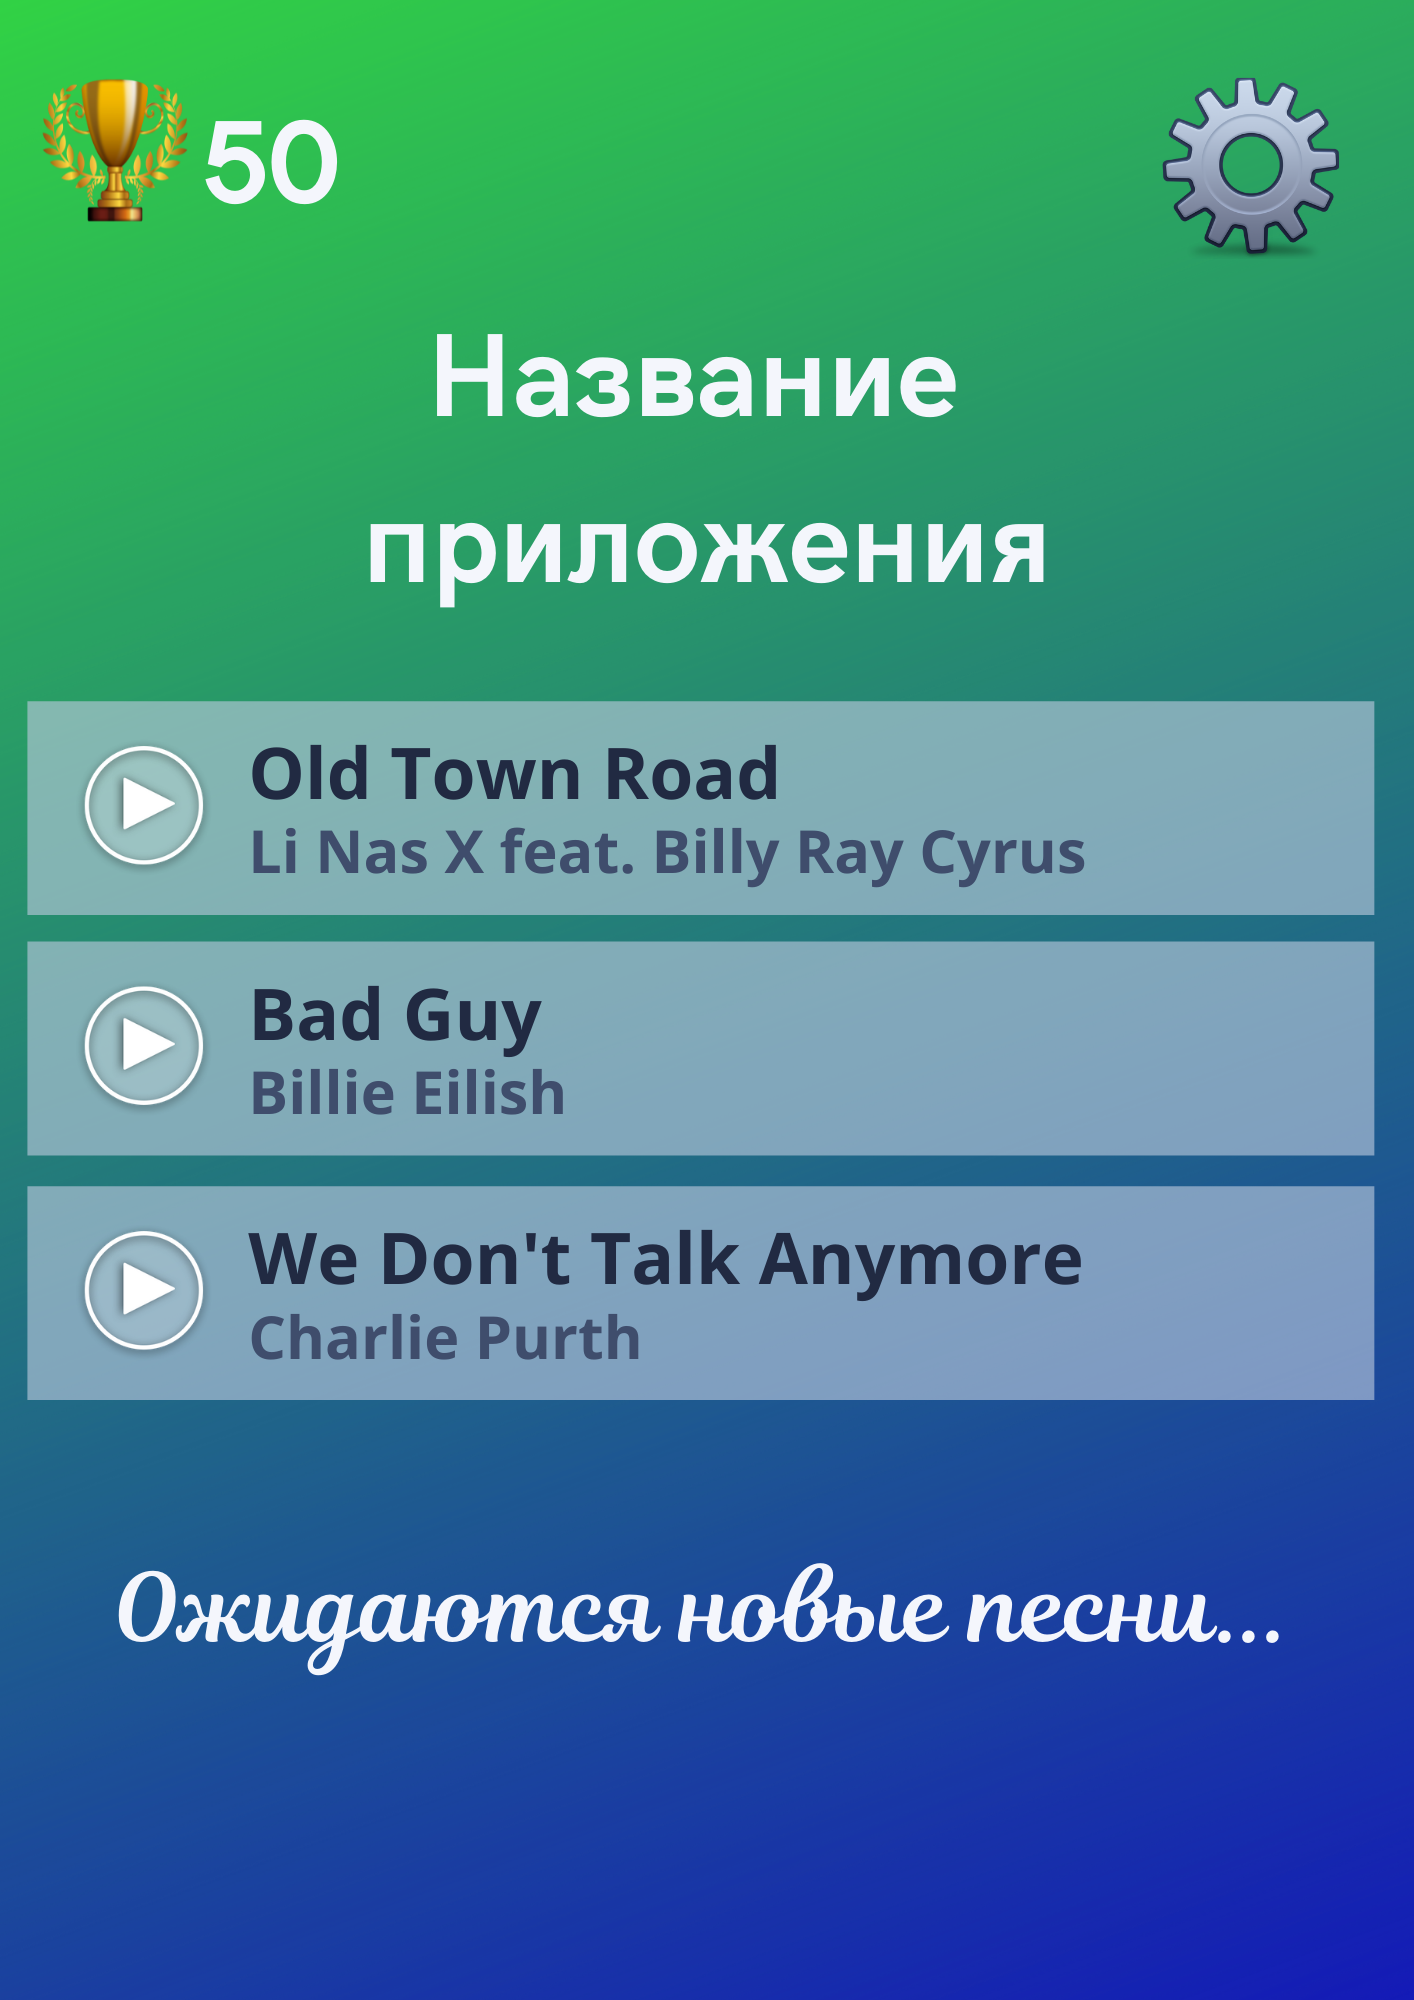 50
Название
приложения
Old Town Road
Li Nas X feat. Billy Ray Cyrus
Bad Guy
Billie Eilish
We Don't Talk Anymore
Charlie Purth
Ожидаются новые песни...